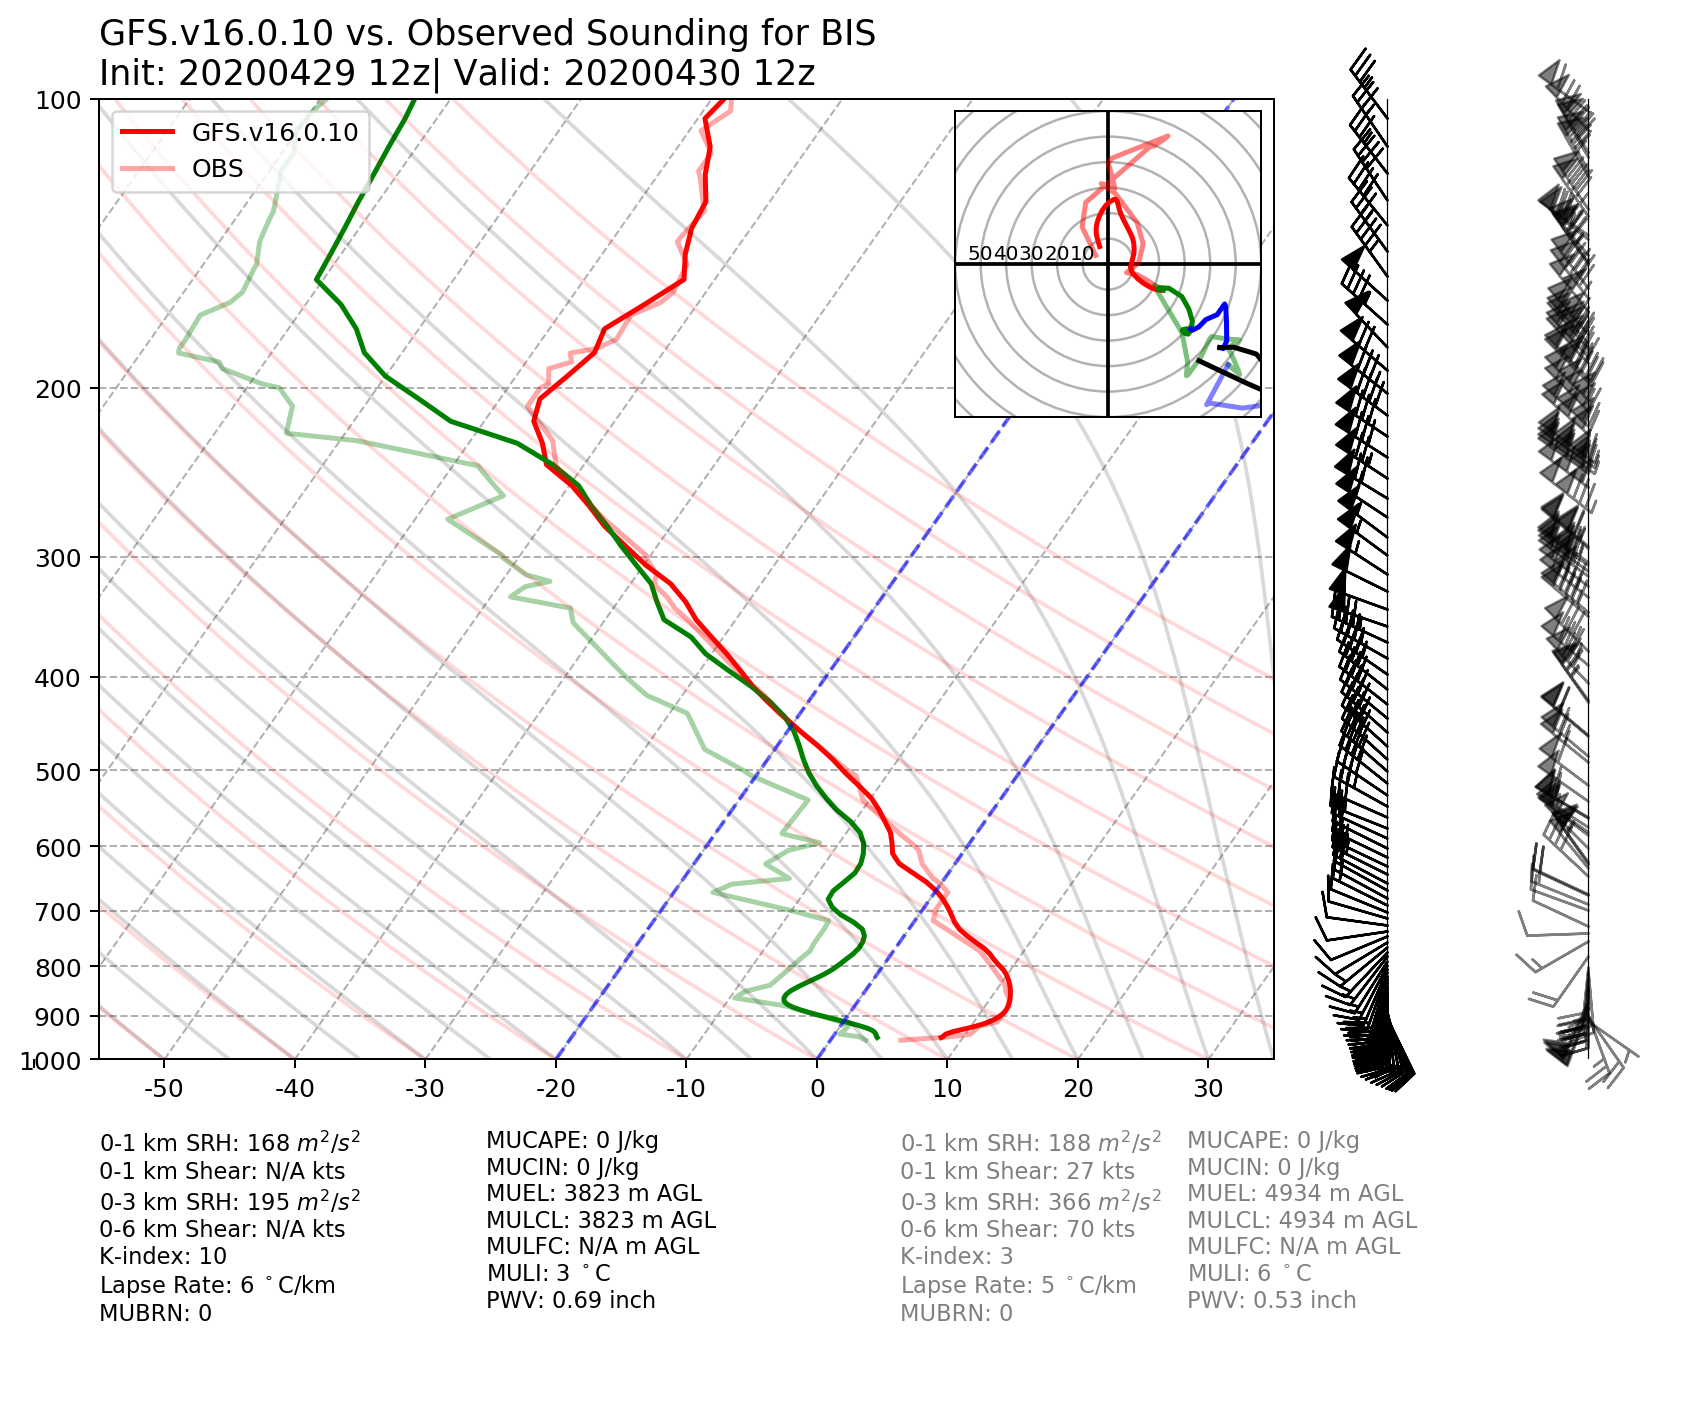 GFS.v16.0.10 vs. Observed Sounding for BIS
Init: 20200429 12z| Valid: 20200430 12z
GFS.v16.0.10
OBS
50 40 30 20 10
100
200
300
400
500
600
700
800
900
1000
-50 -40 -30 -20 -10 0 10 20 30
0-1 km SRH: 168 m²/s²
0-1 km Shear: N/A kts
0-3 km SRH: 195 m²/s²
0-6 km Shear: N/A kts
K-index: 10
Lapse Rate: 6 °C/km
MUBRN: 0
MUCAPE: 0 J/kg
MUCIN: 0 J/kg
MUEL: 3823 m AGL
MULCL: 3823 m AGL
MULFC: N/A m AGL
MULI: 3 °C
PWV: 0.69 inch
0-1 km SRH: 188 m²/s²
0-1 km Shear: 27 kts
0-3 km SRH: 366 m²/s²
0-6 km Shear: 70 kts
K-index: 3
Lapse Rate: 5 °C/km
MUBRN: 0
MUCAPE: 0 J/kg
MUCIN: 0 J/kg
MUEL: 4934 m AGL
MULCL: 4934 m AGL
MULFC: N/A m AGL
MULI: 6 °C
PWV: 0.53 inch